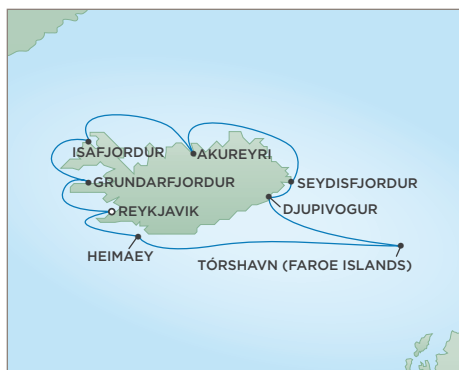 ISAFJORDUR
AKUREYRI
GRUNDARFJORDUR
SEYDISFJORDUR
REYKJAVIK
DJUPIVOGUR
HEIMAEY
TÓRSHAVN (FAROE ISLANDS)